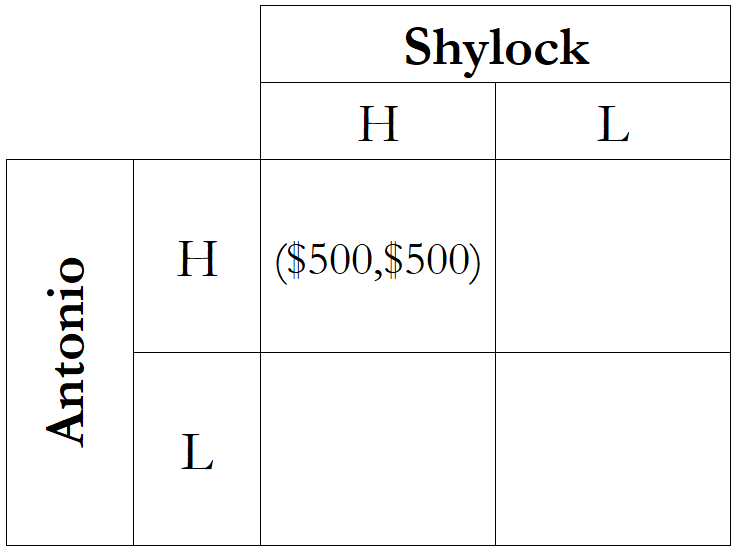 Shylock
H L
Antonio
H ($500,$500)
L